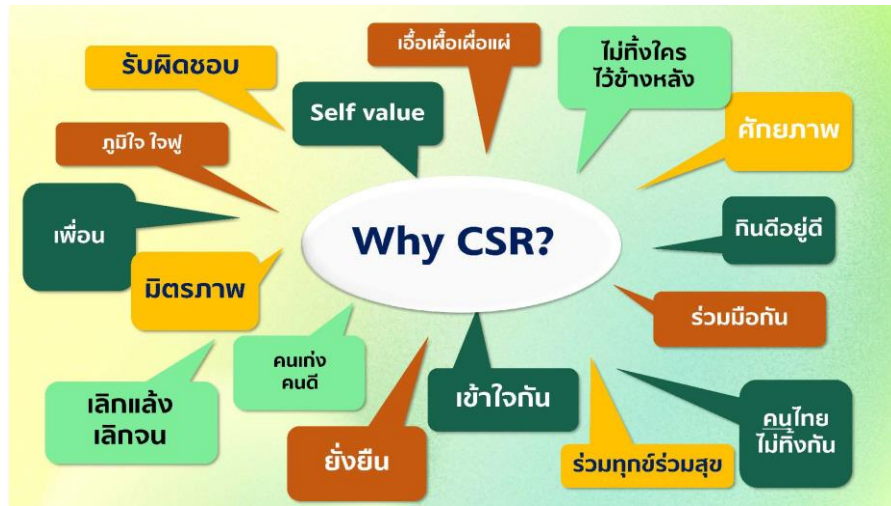 รับผิดชอบ
เอื้อเผื้อเผื่อแผ่
ไม่ทิ้งใคร
ไว้ข้างหลัง
Self value
ศักยภาพ
ภูมิใจ ใจฟู
เพื่อน
Why CSR?
กินดีอยู่ดี
มิตรภาพ
ร่วมมือกัน
คนเก่ง
คนดี
เข้าใจกัน
เลิกแล้ง
เลิกจน
ยั่งยืน
ร่วมทุกข์ร่วมสุข
คนไทย
ไม่ทิ้งกัน